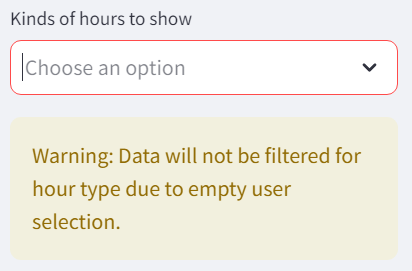 Kinds of hours to show
Choose an option
Warning: Data will not be filtered for
hour type due to empty user
selection.